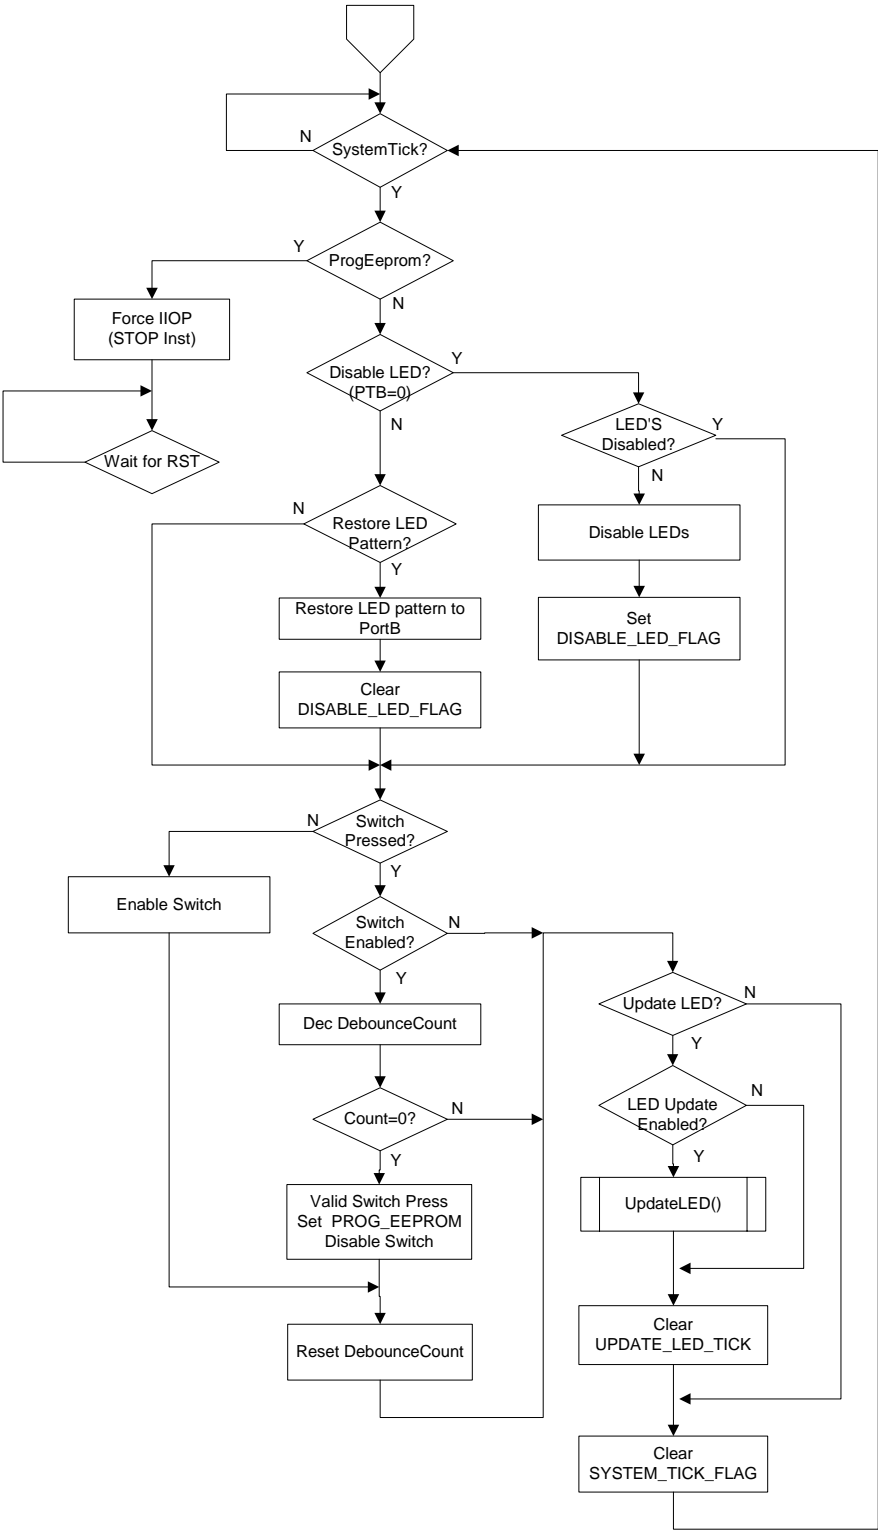 N
SystemTick?
Y
Y
ProgEeprom?
N
Force IIOP
(STOP Inst)
Disable LED?
(PTB=0)
Y
N
LED'S
Disabled?
Y
N
Wait for RST
N
Restore LED
Pattern?
Y
Disable LEDs
Restore LED pattern to
PortB
Set
DISABLE_LED_FLAG
Clear
DISABLE_LED_FLAG
N
Switch
Pressed?
Y
Enable Switch
Switch
Enabled?
N
Y
Update LED?
N
Y
Dec DebounceCount
Count=0?
N
Y
LED Update
Enabled?
N
Y
Valid Switch Press
Set PROG_EEPROM
Disable Switch
UpdateLED()
Reset DebounceCount
Clear
UPDATE_LED_TICK
Clear
SYSTEM_TICK_FLAG